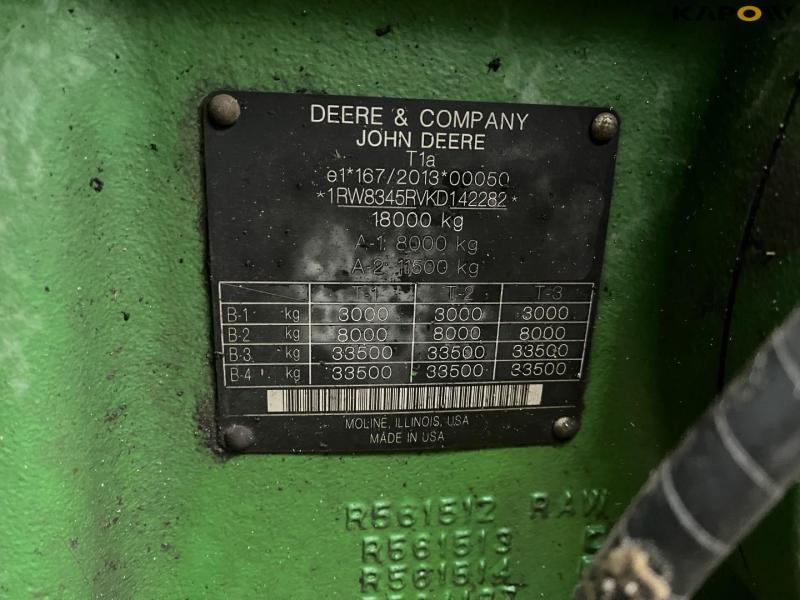 KAPOW
DEERE & COMPANY
JOHN DEERE
T1a
e1*167/2013*00050
*1RW8345RVKD142282*
18000 kg
A-1: 8000 kg
A-2: 11500 kg
T-1 T-2 T-3
B-1 kg 3000 3000 3000
B-2 kg 8000 8000 8000
B-3 kg 33500 33500 33500
B-4 kg 33500 33500 33500
MOLINE, ILLINOIS, USA
MADE IN USA
R561512 RAW
R561513
R561514